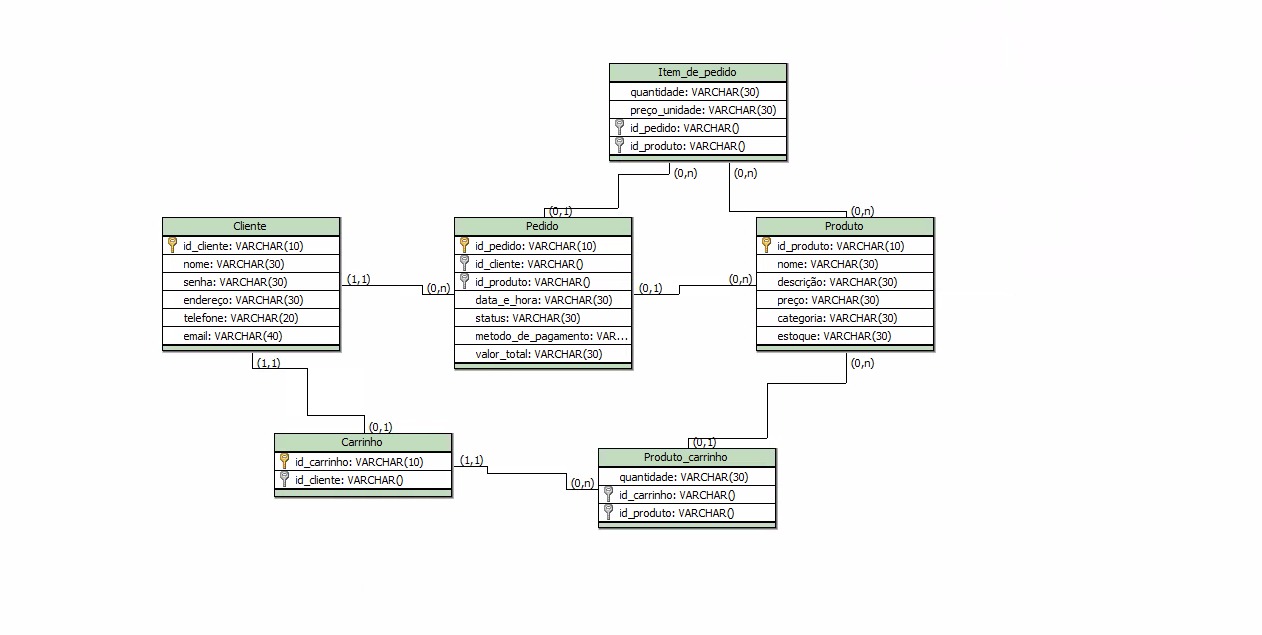 Item_de_pedido
quantidade: VARCHAR(30)
preço_unidade: VARCHAR(30)
id_pedido: VARCHAR()
id_produto: VARCHAR()
(0,n)
(0,n)
(0,1)
(0,n)
Cliente
id_cliente: VARCHAR(10)
nome: VARCHAR(30)
senha: VARCHAR(30)
endereço: VARCHAR(30)
telefone: VARCHAR(20)
email: VARCHAR(40)
(1,1)
(0,n)
Pedido
id_pedido: VARCHAR(10)
id_cliente: VARCHAR()
id_produto: VARCHAR()
data_e_hora: VARCHAR(30)
status: VARCHAR(30)
metodo_de_pagamento: VAR...
valor_total: VARCHAR(30)
(0,1)
(0,n)
Produto
id_produto: VARCHAR(10)
nome: VARCHAR(30)
descrição: VARCHAR(30)
preço: VARCHAR(30)
categoria: VARCHAR(30)
estoque: VARCHAR(30)
(1,1)
(0,n)
(0,1)
(0,1)
Carrinho
id_carrinho: VARCHAR(10)
id_cliente: VARCHAR()
(1,1)
(0,n)
Produto_carrinho
quantidade: VARCHAR(30)
id_carrinho: VARCHAR()
id_produto: VARCHAR()